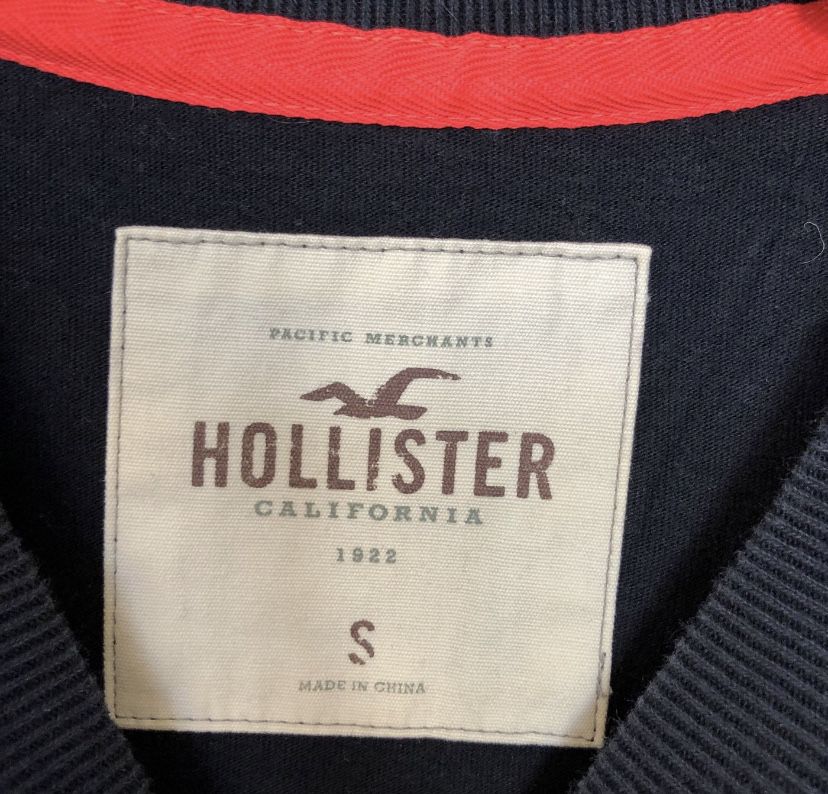 PACIFIC MERCHANTS
HOLLISTER
CALIFORNIA
1922
S
MADE IN CHINA